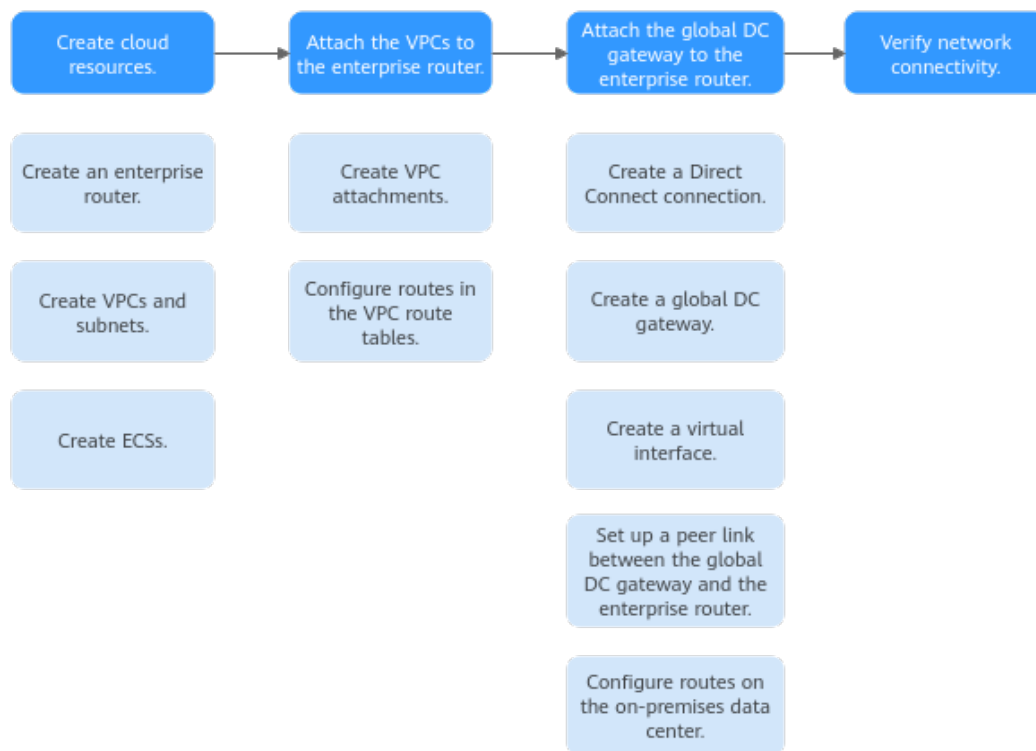 Create cloud
resources.
Attach the VPCs to
the enterprise router.
Attach the global DC
gateway to the
enterprise router.
Verify network
connectivity.
Create an enterprise
router.
Create VPCs and
subnets.
Create ECSs.
Create VPC
attachments.
Configure routes in
the VPC route
tables.
Create a Direct
Connect connection.
Create a global DC
gateway.
Create a virtual
interface.
Set up a peer link
between the global
DC gateway and the
enterprise router.
Configure routes on
the on-premises data
center.